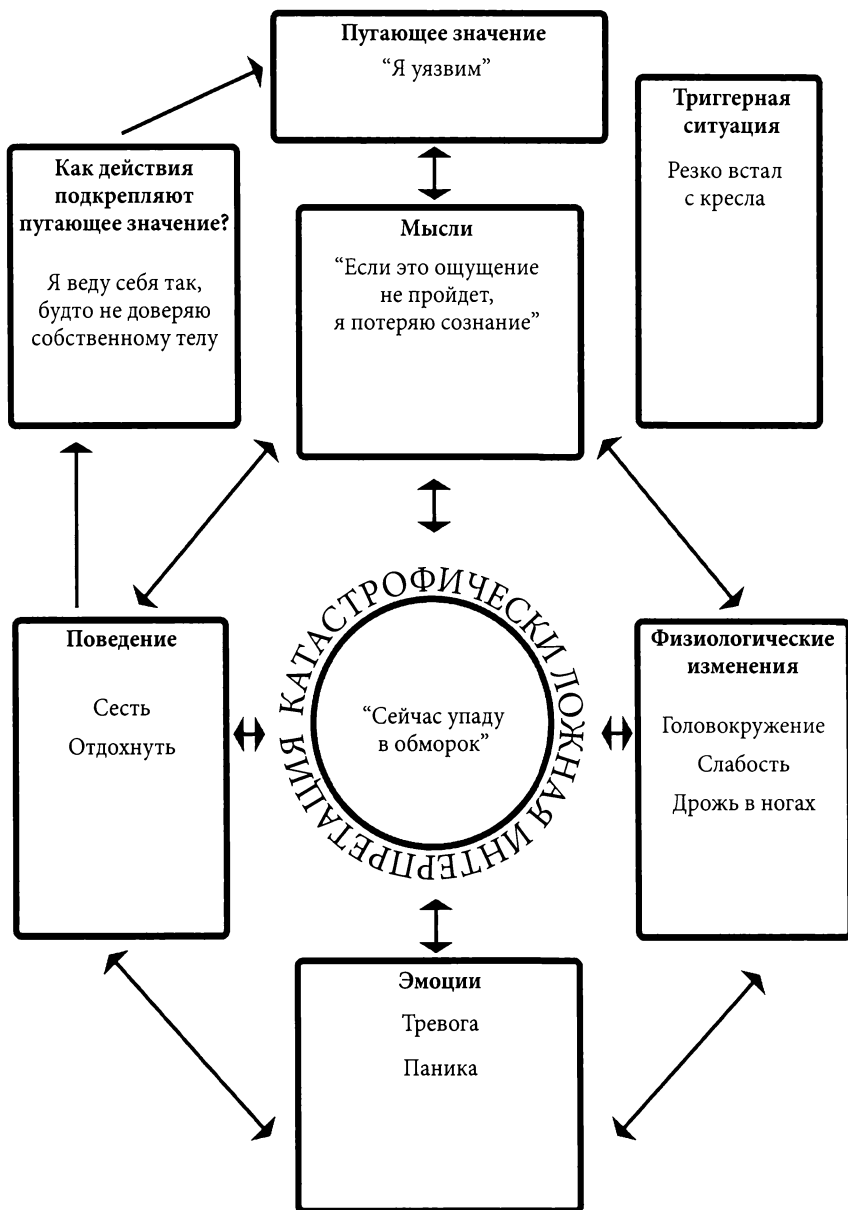 Пугающее значение
“Я уязвим”
Триггерная
ситуация
Резко встал
с кресла
Как действия
подкрепляют
пугающее значение?
Я веду себя так,
будто не доверяю
собственному телу
Мысли
“Если это ощущение
не пройдет,
я потеряю сознание”
КАТАСТРОФИЧЕСКИ ЛОЖНАЯ ИНТЕРПРЕТАЦИЯ
“Сейчас упаду
в обморок”
Поведение
Сесть
Отдохнуть
Физиологические
изменения
Головокружение
Слабость
Дрожь в ногах
Эмоции
Тревога
Паника